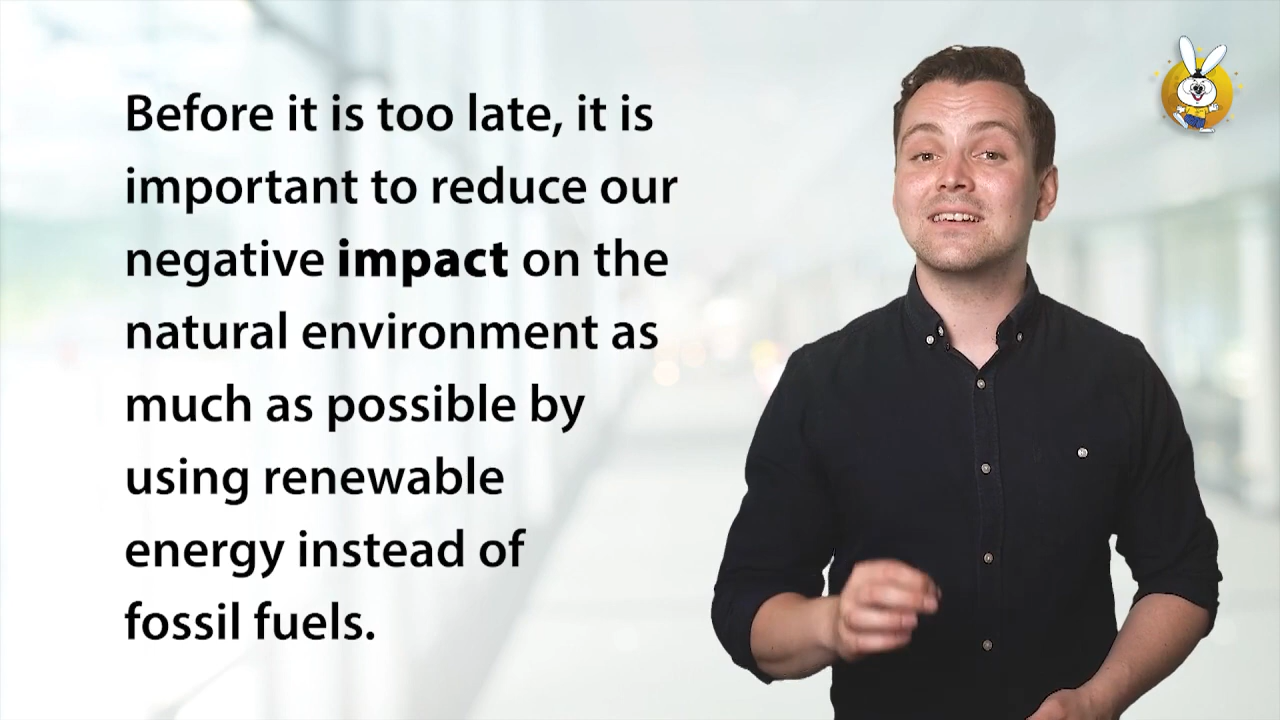 Before it is too late, it is
important to reduce our
negative impact on the
natural environment as
much as possible by
using renewable
energy instead of
fossil fuels.